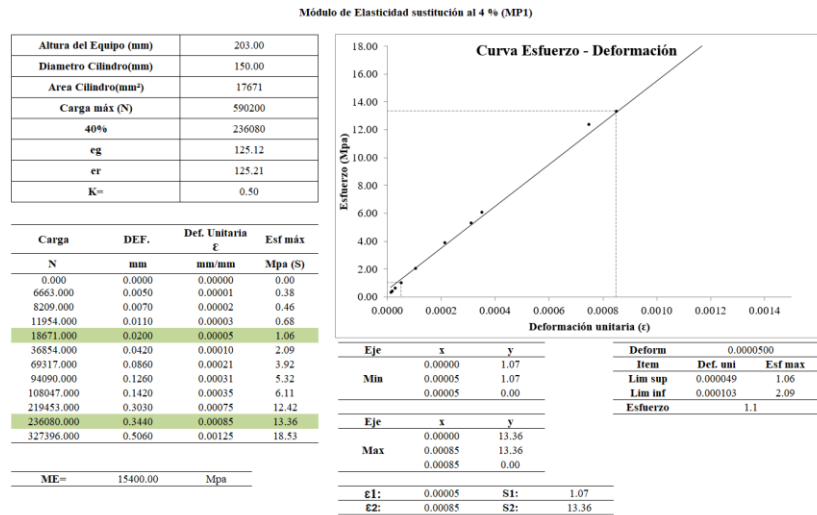 Módulo de Elasticidad sustitución al 4 % (MP1)
Altura del Equipo (mm) 203.00
Diametro Cilindro(mm) 150.00
Area Cilindro(mm²) 17671
Carga máx (N) 590200
40% 236080
eg 125.12
er 125.21
K= 0.50
Carga DEF. Def. Unitaria ε Esf máx
N mm mm/mm Mpa (S)
0.000 0.0000 0.00000 0.00
6663.000 0.0050 0.00001 0.38
8209.000 0.0070 0.00002 0.46
11954.000 0.0110 0.00003 0.68
18671.000 0.0200 0.00005 1.06
36854.000 0.0420 0.00010 2.09
69317.000 0.0860 0.00021 3.92
94090.000 0.1260 0.00031 5.32
108047.000 0.1420 0.00035 6.11
219453.000 0.3030 0.00075 12.42
236080.000 0.3440 0.00085 13.36
327396.000 0.5060 0.00125 18.53
ME= 15400.00 Mpa
Curva Esfuerzo - Deformación
Esfuerzo (Mpa)
18.00
16.00
14.00
12.00
10.00
8.00
6.00
4.00
2.00
0.00
0.0000 0.0002 0.0004 0.0006 0.0008 0.0010 0.0012 0.0014
Deformación unitaria (ε)
Eje x y
0.00000 1.07
Min 0.00005 1.07
0.00005 0.00
Eje x y
0.00000 13.36
Max 0.00085 13.36
0.00085 0.00
ε1: 0.00005 S1: 1.07
ε2: 0.00085 S2: 13.36
Deform 0.0000500
Item Def. uni Esf max
Lim sup 0.000049 1.06
Lim inf 0.000103 2.09
Esfuerzo 1.1